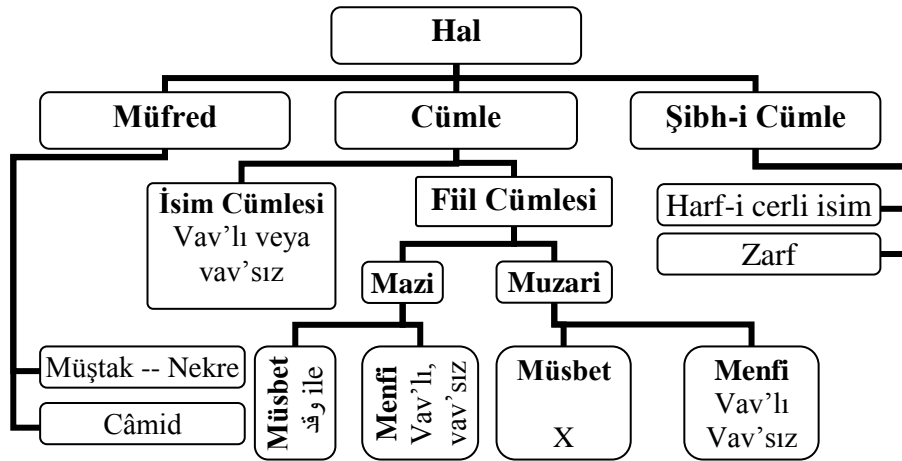 Hal
Müfred
Cümle
Şibh-i Cümle
İsim Cümlesi
Vav’lı veya
vav’sız
Fiil Cümlesi
Harf-i cerli isim
Zarf
Mazi
Muzari
Müştak -- Nekre
Câmid
Müsbet
وقد ile
Menfi
Vav’lı,
vav’sız
Müsbet
X
Menfi
Vav’lı
Vav’sız